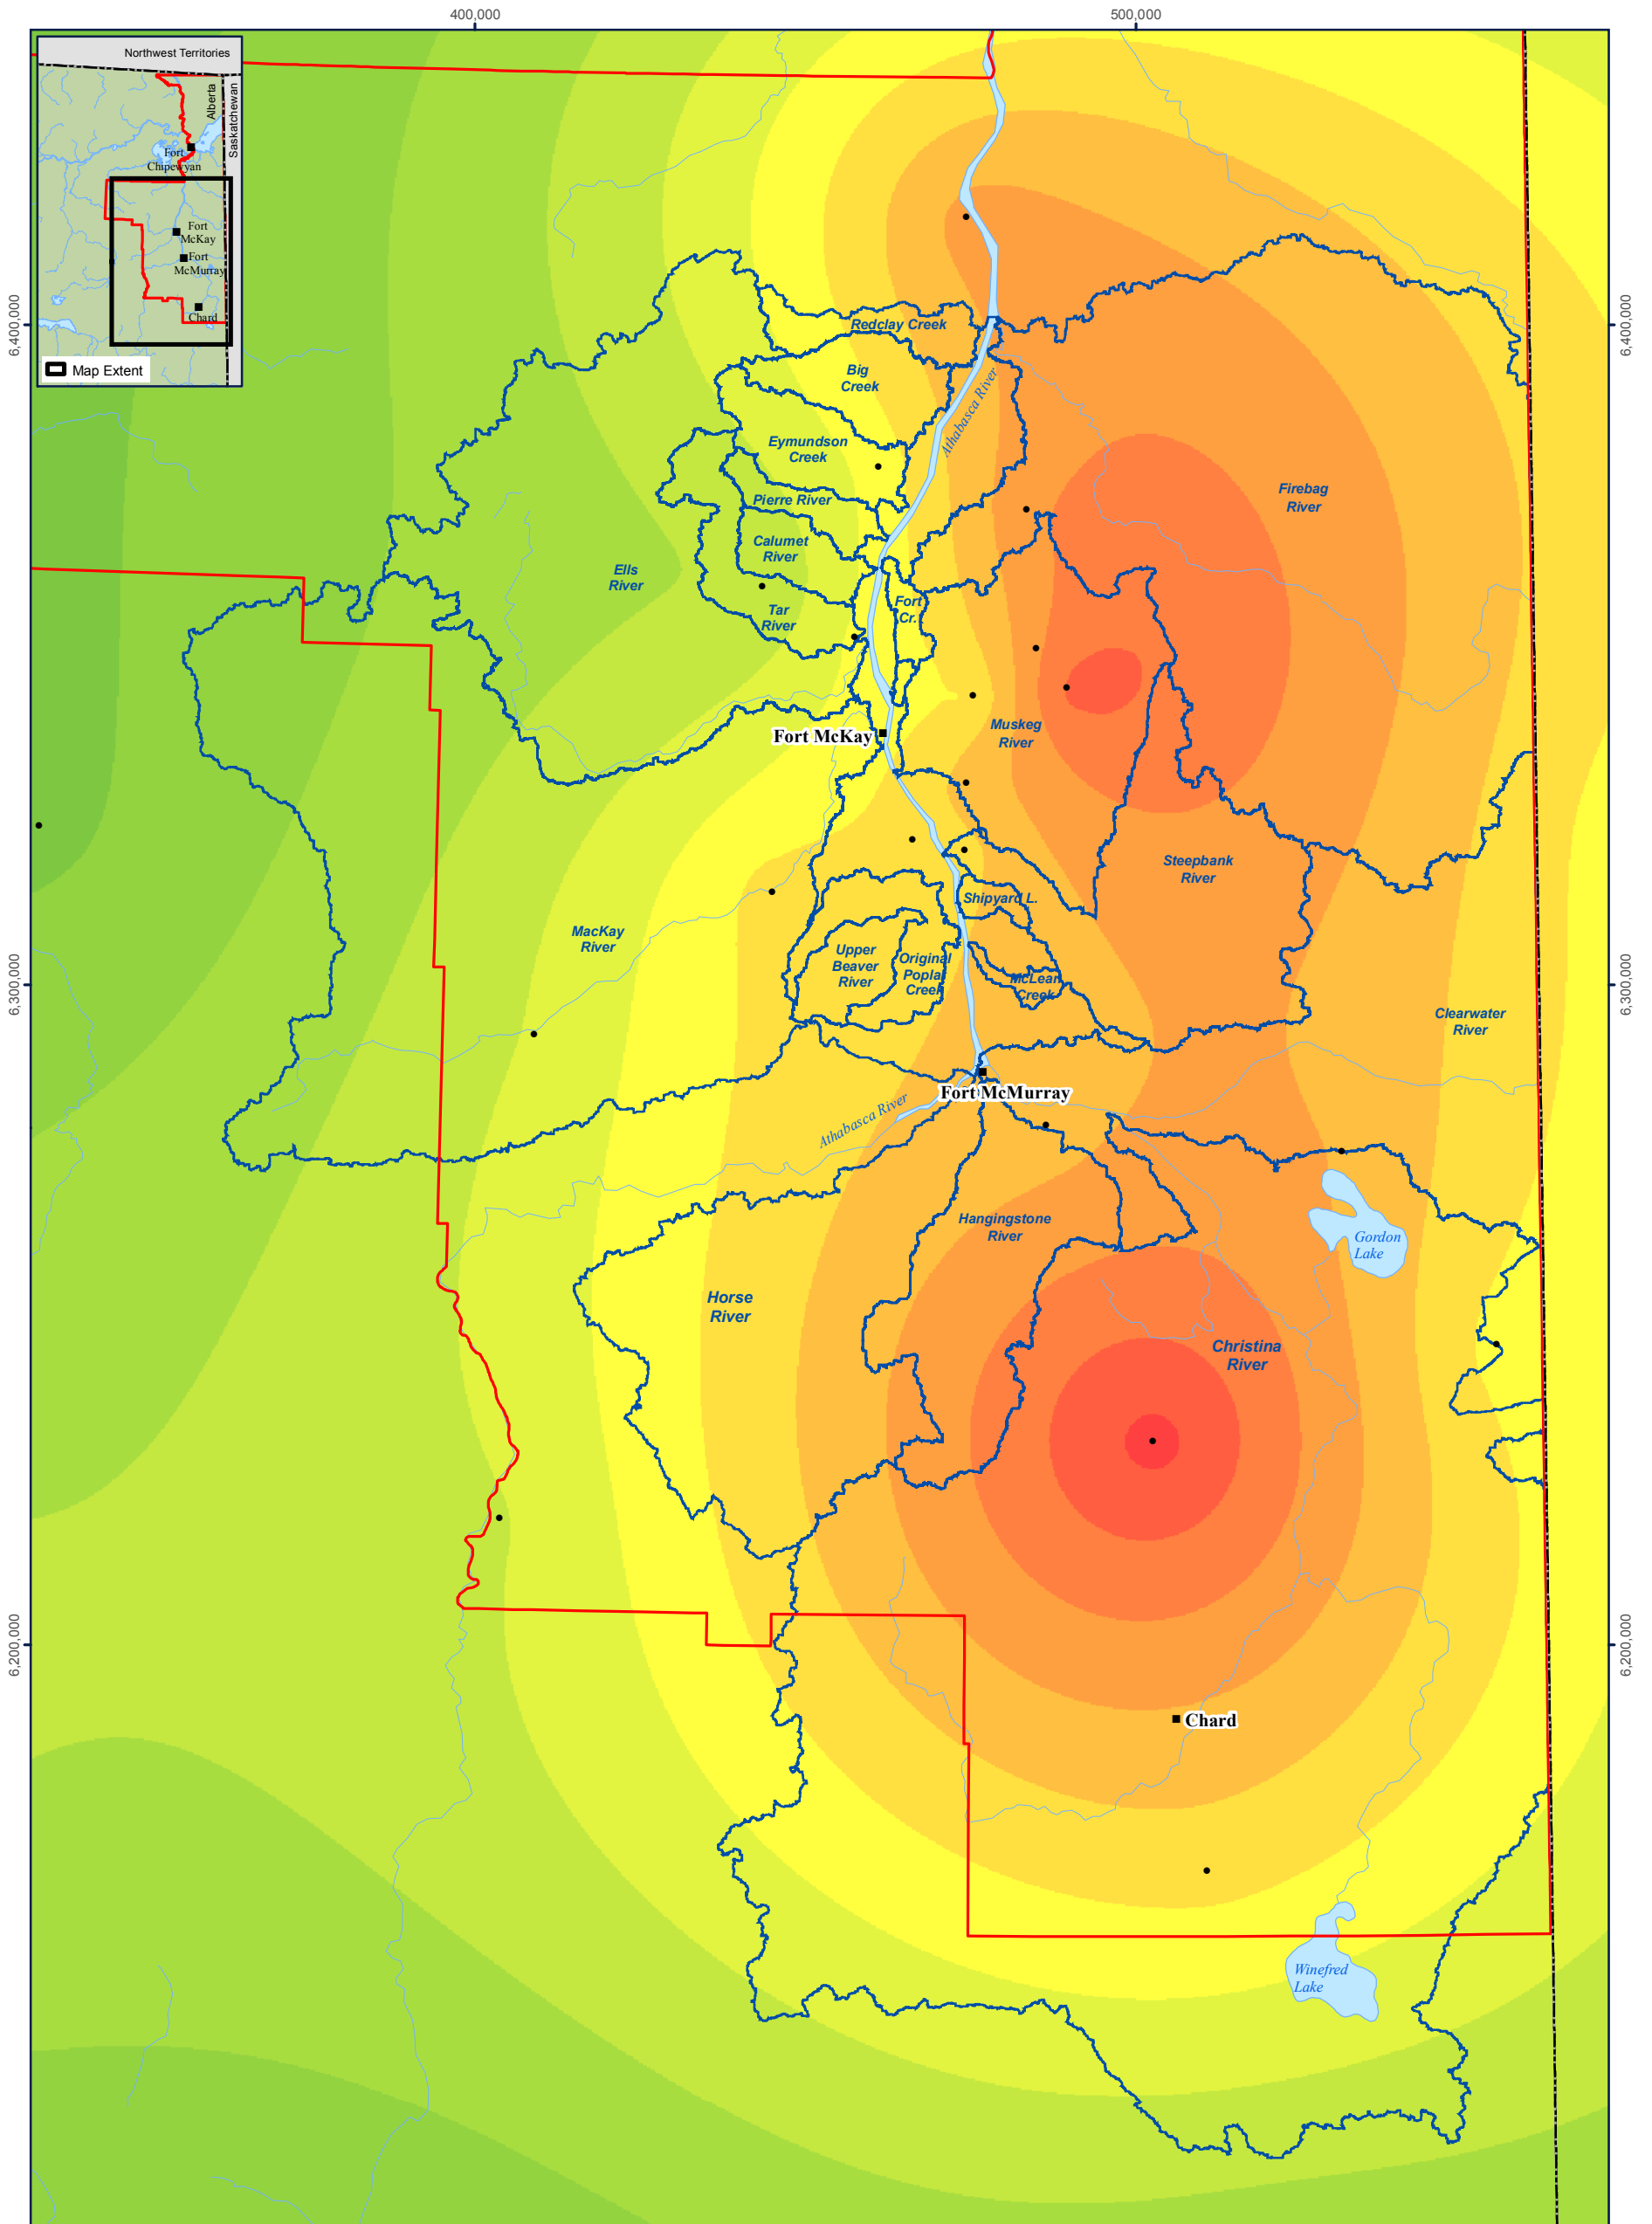 400,000
500,000
Northwest Territories
Alberta
Saskatchewan
Fort
Chipewyan
Fort
McKay
Fort
McMurray
Chard
Map Extent
6,400,000
6,400,000
Redclay Creek
Big
Creek
Athabasca River
Eymundson
Creek
Firebag
River
Pierre River
Calumet
River
Ells
River
Tar
River
Fort
Cr.
Muskeg
River
Fort McKay
Steepbank
River
Shipyard L.
MacKay
River
Upper
Beaver
River
Original
Poplar
Creek
McLean
Creek
6,300,000
6,300,000
Clearwater
River
Fort McMurray
Athabasca River
Hangingstone
River
Gordon
Lake
Horse
River
Christina
River
6,200,000
6,200,000
Chard
Winefred
Lake